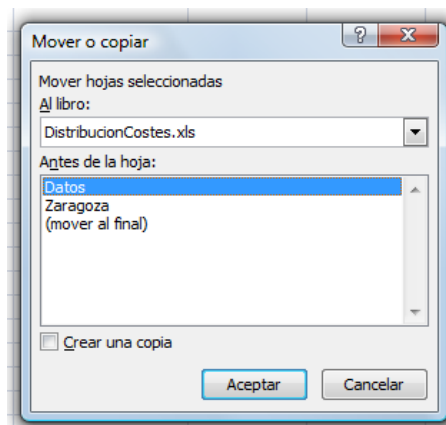 Mover o copiar
Mover hojas seleccionadas
Al libro:
DistribucionCostes.xls
Antes de la hoja:
Datos
Zaragoza
(mover al final)
Crear una copia
Aceptar Cancelar